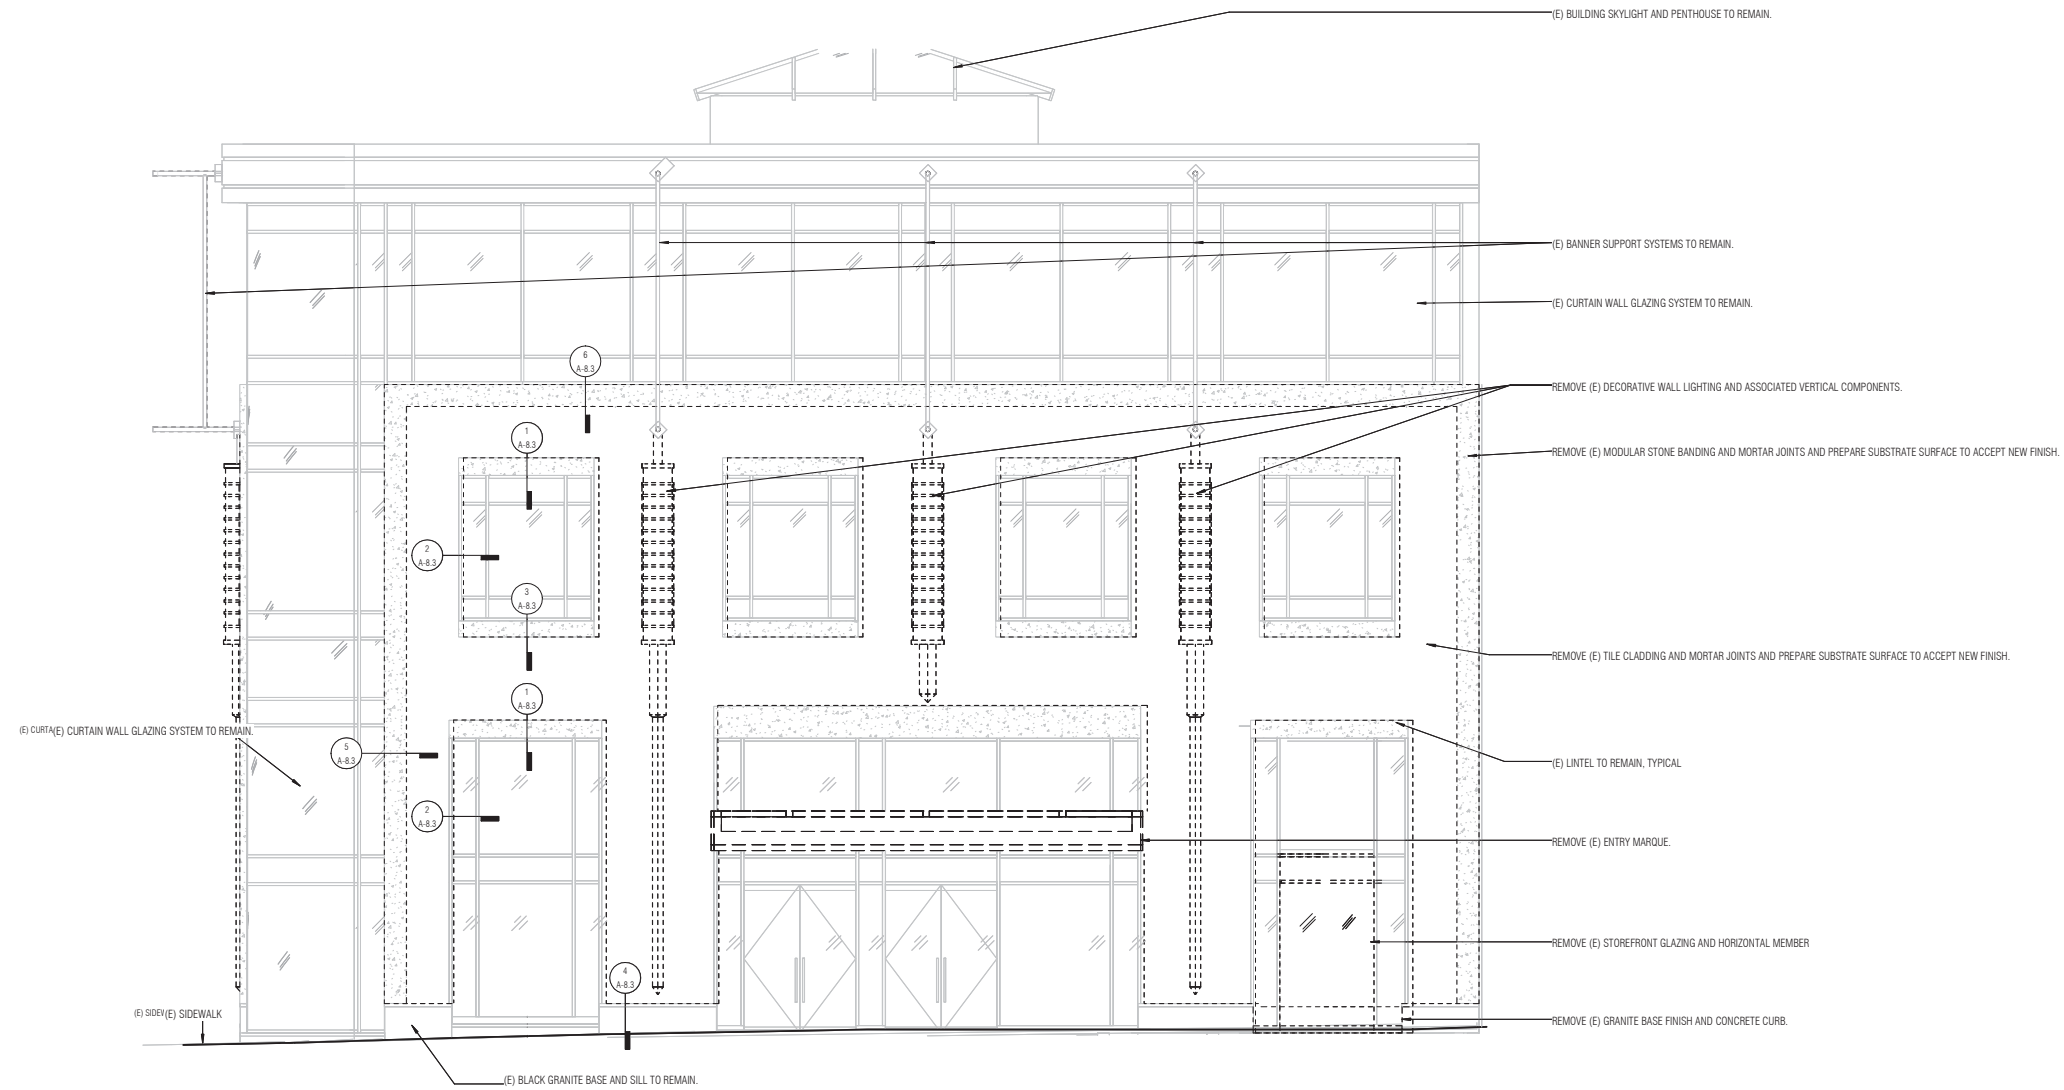 (E) BUILDING SKYLIGHT AND PENTHOUSE TO REMAIN.
(E) BANNER SUPPORT SYSTEMS TO REMAIN.
(E) CURTAIN WALL GLAZING SYSTEM TO REMAIN.
6
A-8.3
REMOVE (E) DECORATIVE WALL LIGHTING AND ASSOCIATED VERTICAL COMPONENTS.
1
A-8.3
REMOVE (E) MODULAR STONE BANDING AND MORTAR JOINTS AND PREPARE SUBSTRATE SURFACE TO ACCEPT NEW FINISH.
2
A-8.3
3
A-8.3
REMOVE (E) TILE CLADDING AND MORTAR JOINTS AND PREPARE SUBSTRATE SURFACE TO ACCEPT NEW FINISH.
1
A-8.3
(E) CURTA(E) CURTAIN WALL GLAZING SYSTEM TO REMAIN.
5
A-8.3
(E) LINTEL TO REMAIN, TYPICAL
2
A-8.3
REMOVE (E) ENTRY MARQUE.
REMOVE (E) STOREFRONT GLAZING AND HORIZONTAL MEMBER
4
A-8.3
(E) SIDEV(E) SIDEWALK
REMOVE (E) GRANITE BASE FINISH AND CONCRETE CURB.
(E) BLACK GRANITE BASE AND SILL TO REMAIN.